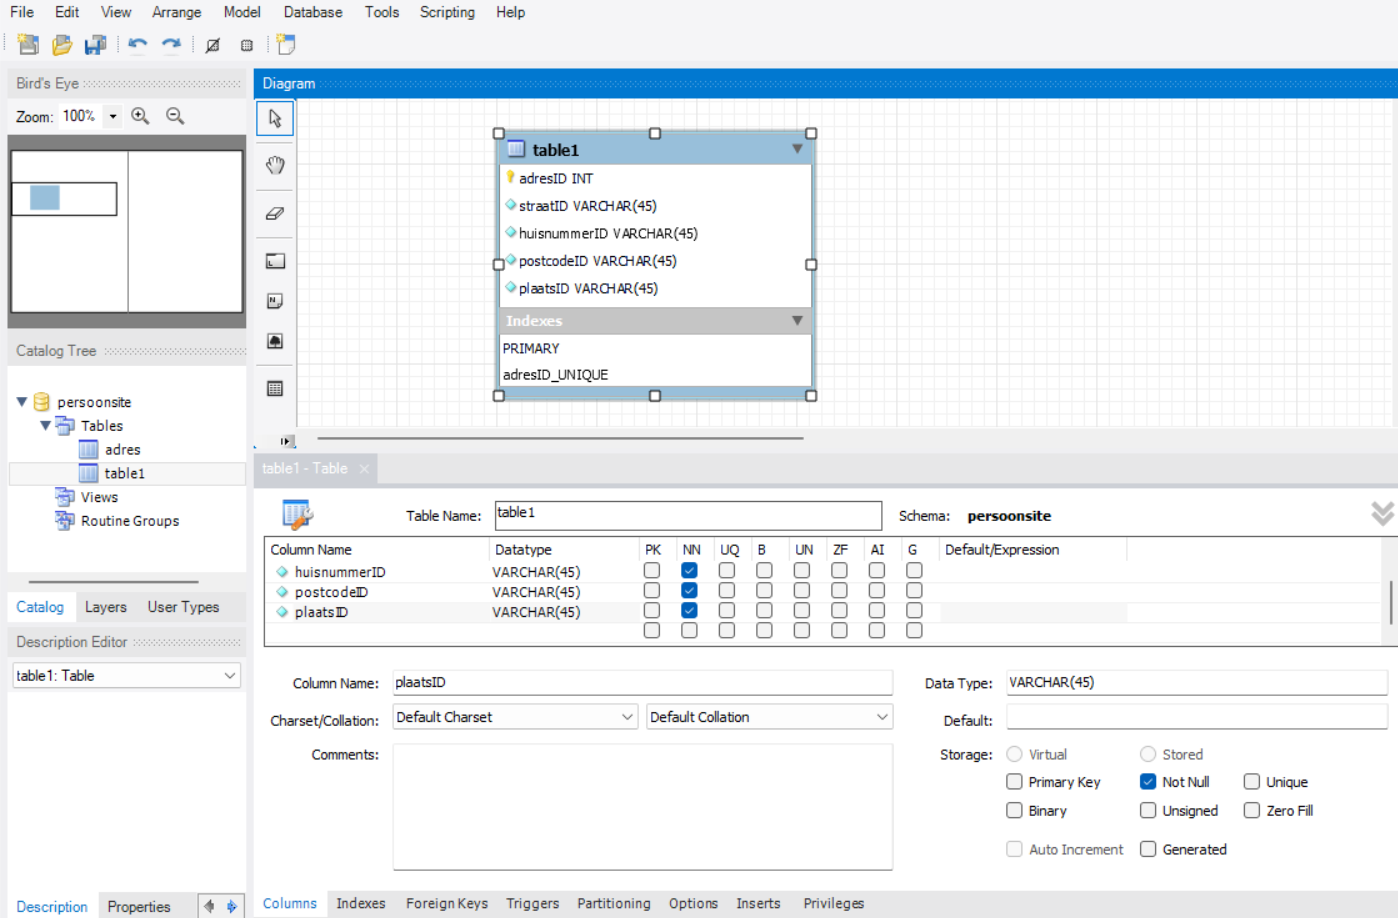 File Edit View Arrange Model Database Tools Scripting Help
Bird's Eye
Zoom: 100%
Diagram
table1
adresID INT
straatID VARCHAR(45)
huisnummerID VARCHAR(45)
postcodeID VARCHAR(45)
plaatsID VARCHAR(45)
Indexes
PRIMARY
adresID_UNIQUE
Catalog Tree
persoonsite
Tables
adres
table1
Views
Routine Groups
Catalog Layers User Types
Description Editor
table1: Table
Description Properties
table1 - Table
Table Name: table1 Schema: persoonsite
Column Name Datatype PK NN UQ B UN ZF AI G Default/Expression
huisnummerID VARCHAR(45)
postcodeID VARCHAR(45)
plaatsID VARCHAR(45)
Column Name: plaatsID Data Type: VARCHAR(45)
Charset/Collation: Default Charset Default Collation Default:
Comments: Storage: Virtual Stored
Primary Key Not Null Unique
Binary Unsigned Zero Fill
Auto Increment Generated
Columns Indexes Foreign Keys Triggers Partitioning Options Inserts Privileges